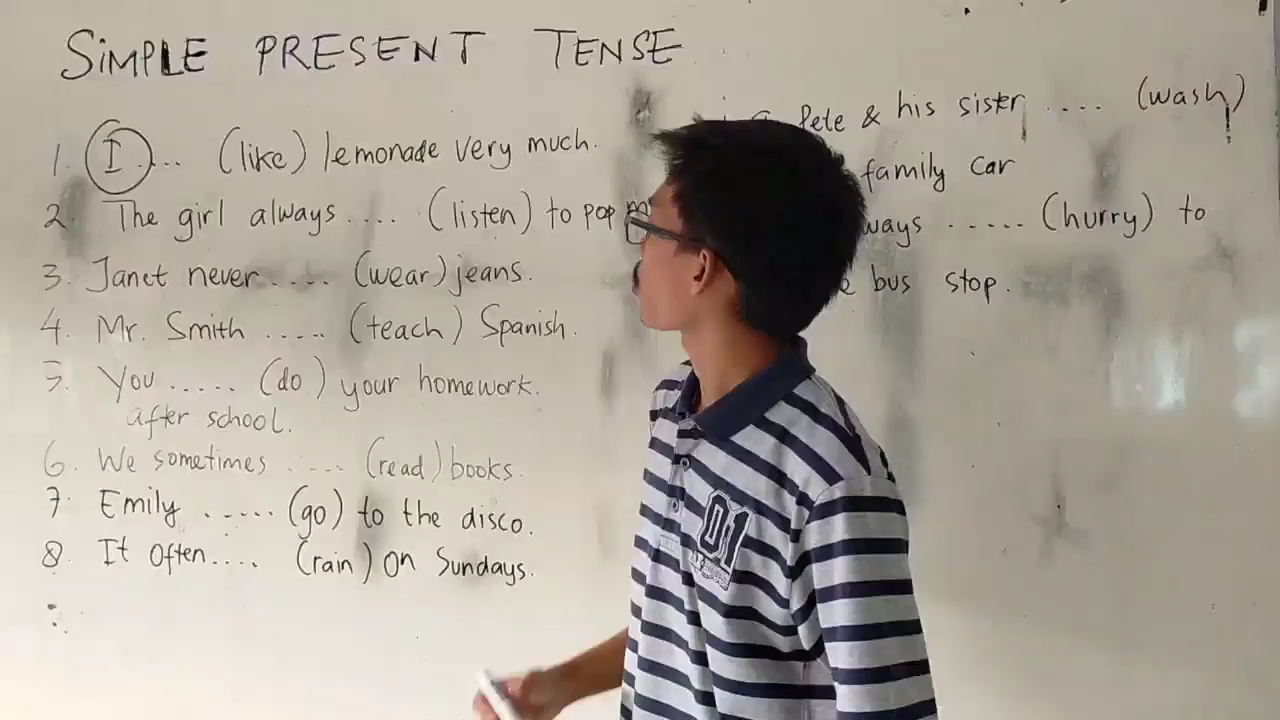 SIMPLE PRESENT TENSE
1. I.... (like) lemonade very much.
2. The girl always .... (listen) to pop
3. Janet never .... (wear) jeans.
4. Mr. Smith ..... (teach) Spanish.
5. You ..... (do) your homework.
after school.
6. We sometimes .... (read) books.
7 Emily ..... (go) to the disco.
8. It often.... (rain) on Sundays.
Pete & his sister .... (wash)
family car
..... (hurry) to
bus stop.
01